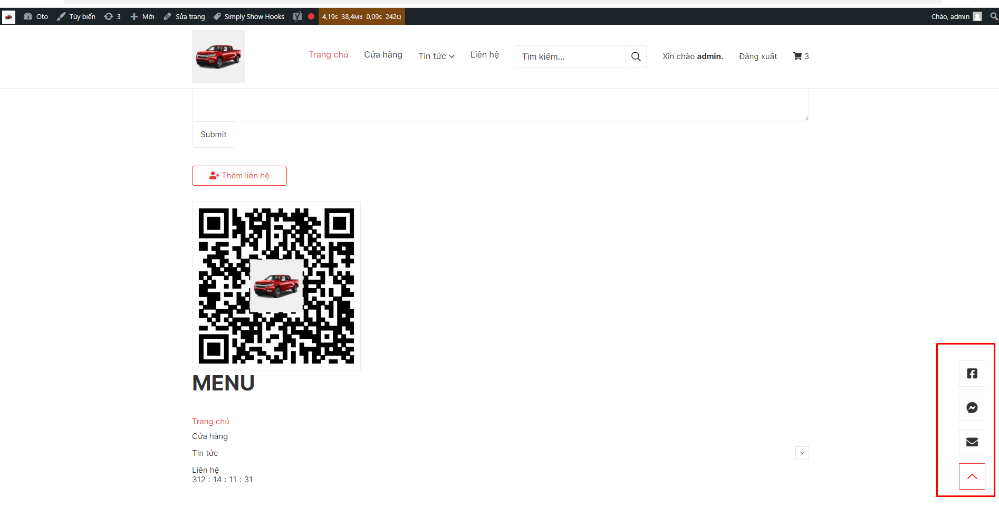 Oto Tùy biến 3 Mới Sửa trang Simply Show Hooks 4,19s 38,4MB 0,09s 242Q Chào, admin
Trang chủ Cửa hàng Tin tức Liên hệ Tìm kiếm... Xin chào admin. Đăng xuất 3
Submit
Thêm liên hệ
MENU
Trang chủ
Cửa hàng
Tin tức
Liên hệ
312 : 14 : 11 : 31